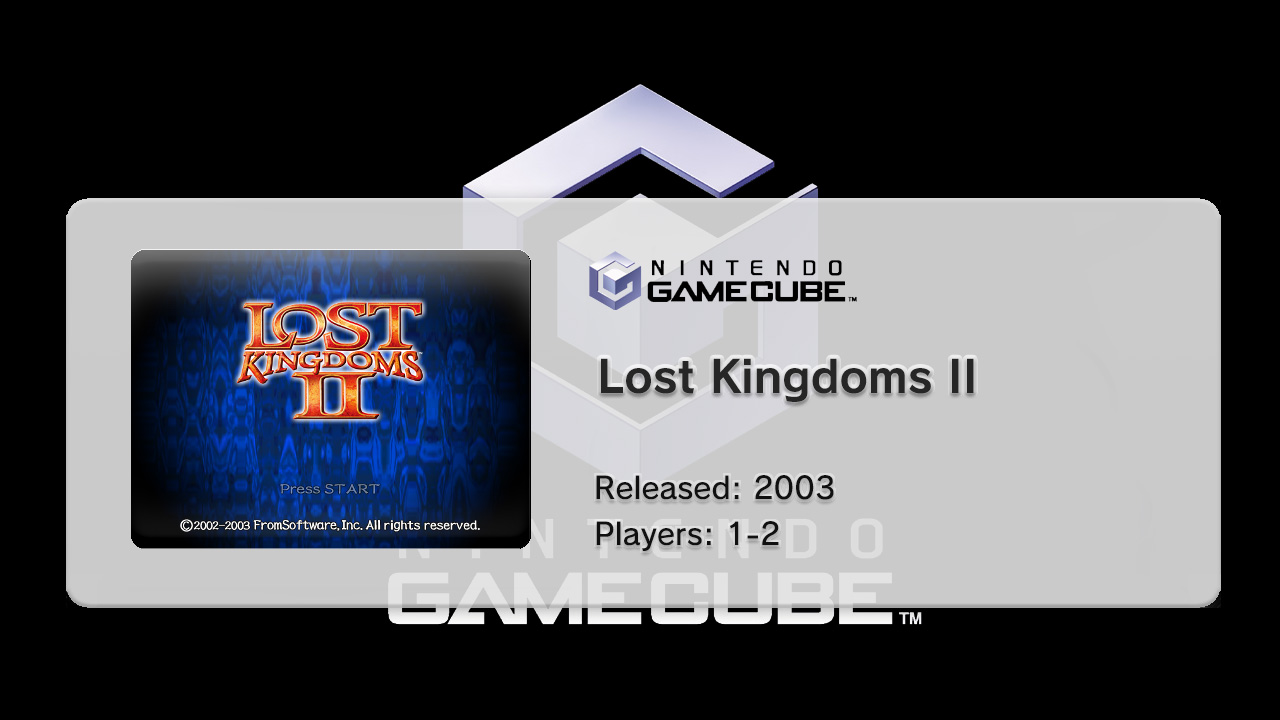 LOST
KINGDOMS
II
Press START
©2002-2003 FromSoftware, Inc. All rights reserved.
NINTENDO
GAMECUBE™
Lost Kingdoms II
Released: 2003
Players: 1-2
NINTENDO
GAMECUBE™